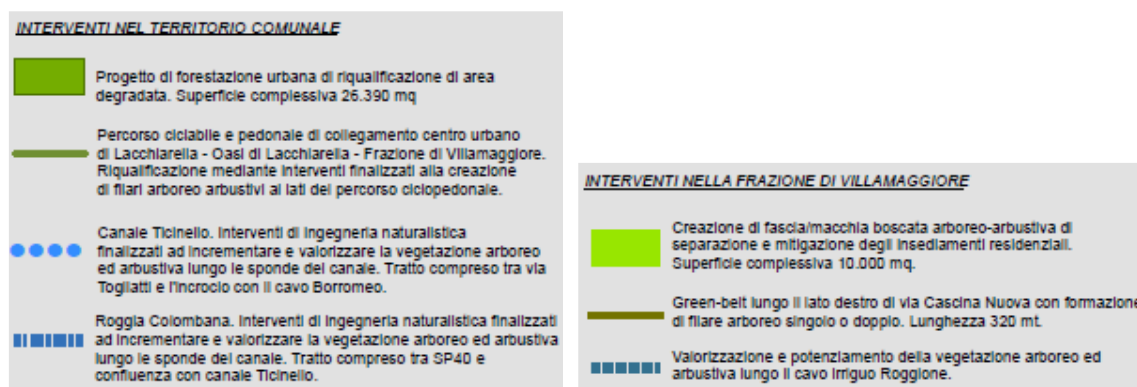 INTERVENTI NEL TERRITORIO COMUNALE
Progetto di forestazione urbana di riqualificazione di area
degradata. Superficie complessiva 26.390 mq
Percorso ciclabile e pedonale di collegamento centro urbano
di Lacchiarella - Oasi di Lacchiarella - Frazione di Villamaggiore.
Riqualificazione mediante interventi finalizzati alla creazione
di filari arboreo arbustivi ai lati del percorso ciclopedonale.
Canale Ticinello. Interventi di ingegneria naturalistica
finalizzati ad incrementare e valorizzare la vegetazione arboreo
ed arbustiva lungo le sponde del canale. Tratto compreso tra via
Togliatti e l'incrocio con il cavo Borromeo.
Roggia Colombana. Interventi di ingegneria naturalistica finalizzati
ad incrementare e valorizzare la vegetazione arboreo ed arbustiva
lungo le sponde del canale. Tratto compreso tra SP40 e
confluenza con canale Ticinello.
INTERVENTI NELLA FRAZIONE DI VILLAMAGGIORE
Creazione di fascia/macchia boscata arboreo-arbustiva di
separazione e mitigazione degli insediamenti residenziali.
Superficie complessiva 10.000 mq.
Green-belt lungo il lato destro di via Cascina Nuova con formazione
di filare arboreo singolo o doppio. Lunghezza 320 mt.
Valorizzazione e potenziamento della vegetazione arboreo ed
arbustiva lungo il cavo irriguo Roggione.